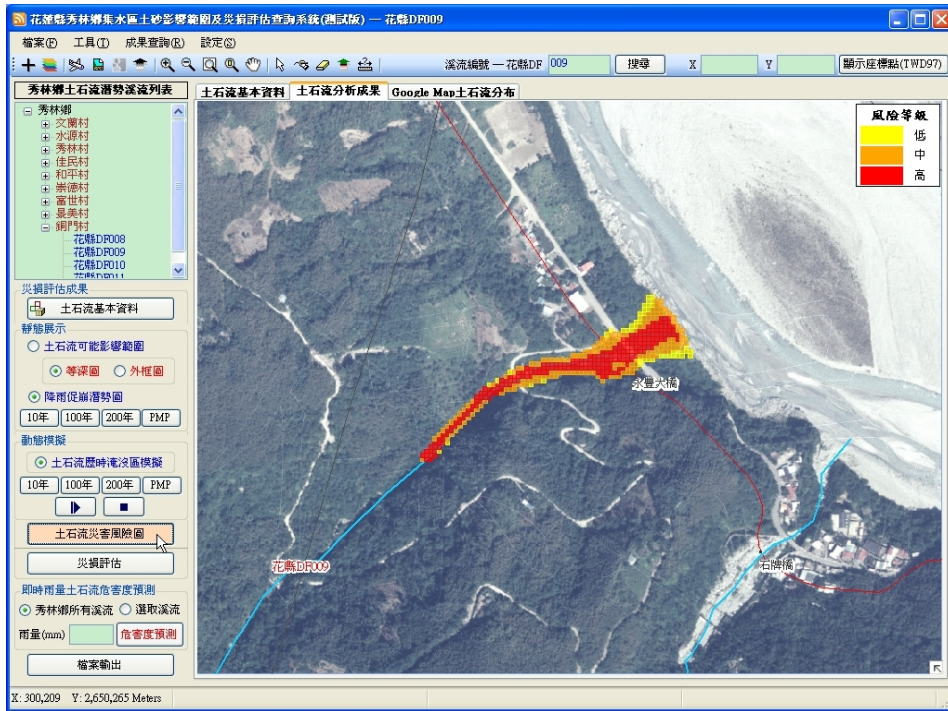 花蓮縣秀林鄉集水區土砂影響範圍及災損評估查詢系統(測試版) — 花縣DF009
檔案(F) 工具(T) 成果查詢(R) 設定(S)
溪流編號 — 花縣DF 009 搜尋 X Y 顯示座標點(TWD97)
秀林鄉土石流潛勢溪流列表
土石流基本資料 土石流分析成果 Google Map土石流分布
秀林鄉
文蘭村
水源村
秀林村
佳民村
和平村
崇德村
富世村
景美村
銅門村
花縣DF008
花縣DF009
花縣DF010
花縣DF011
災損評估成果
土石流基本資料
靜態展示
土石流可能影響範圍
等深圖 外框圖
降雨促崩潛勢圖
10年 100年 200年 PMP
動態模擬
土石流歷時淹沒區模擬
10年 100年 200年 PMP
土石流災害風險圖
災損評估
即時雨量土石流危害度預測
秀林鄉所有溪流 選取溪流
雨量(mm) 危害度預測
檔案輸出
風險等級
低
中
高
永豐大橋
花縣DF009
石牌橋
X: 300,209 Y: 2,650,265 Meters